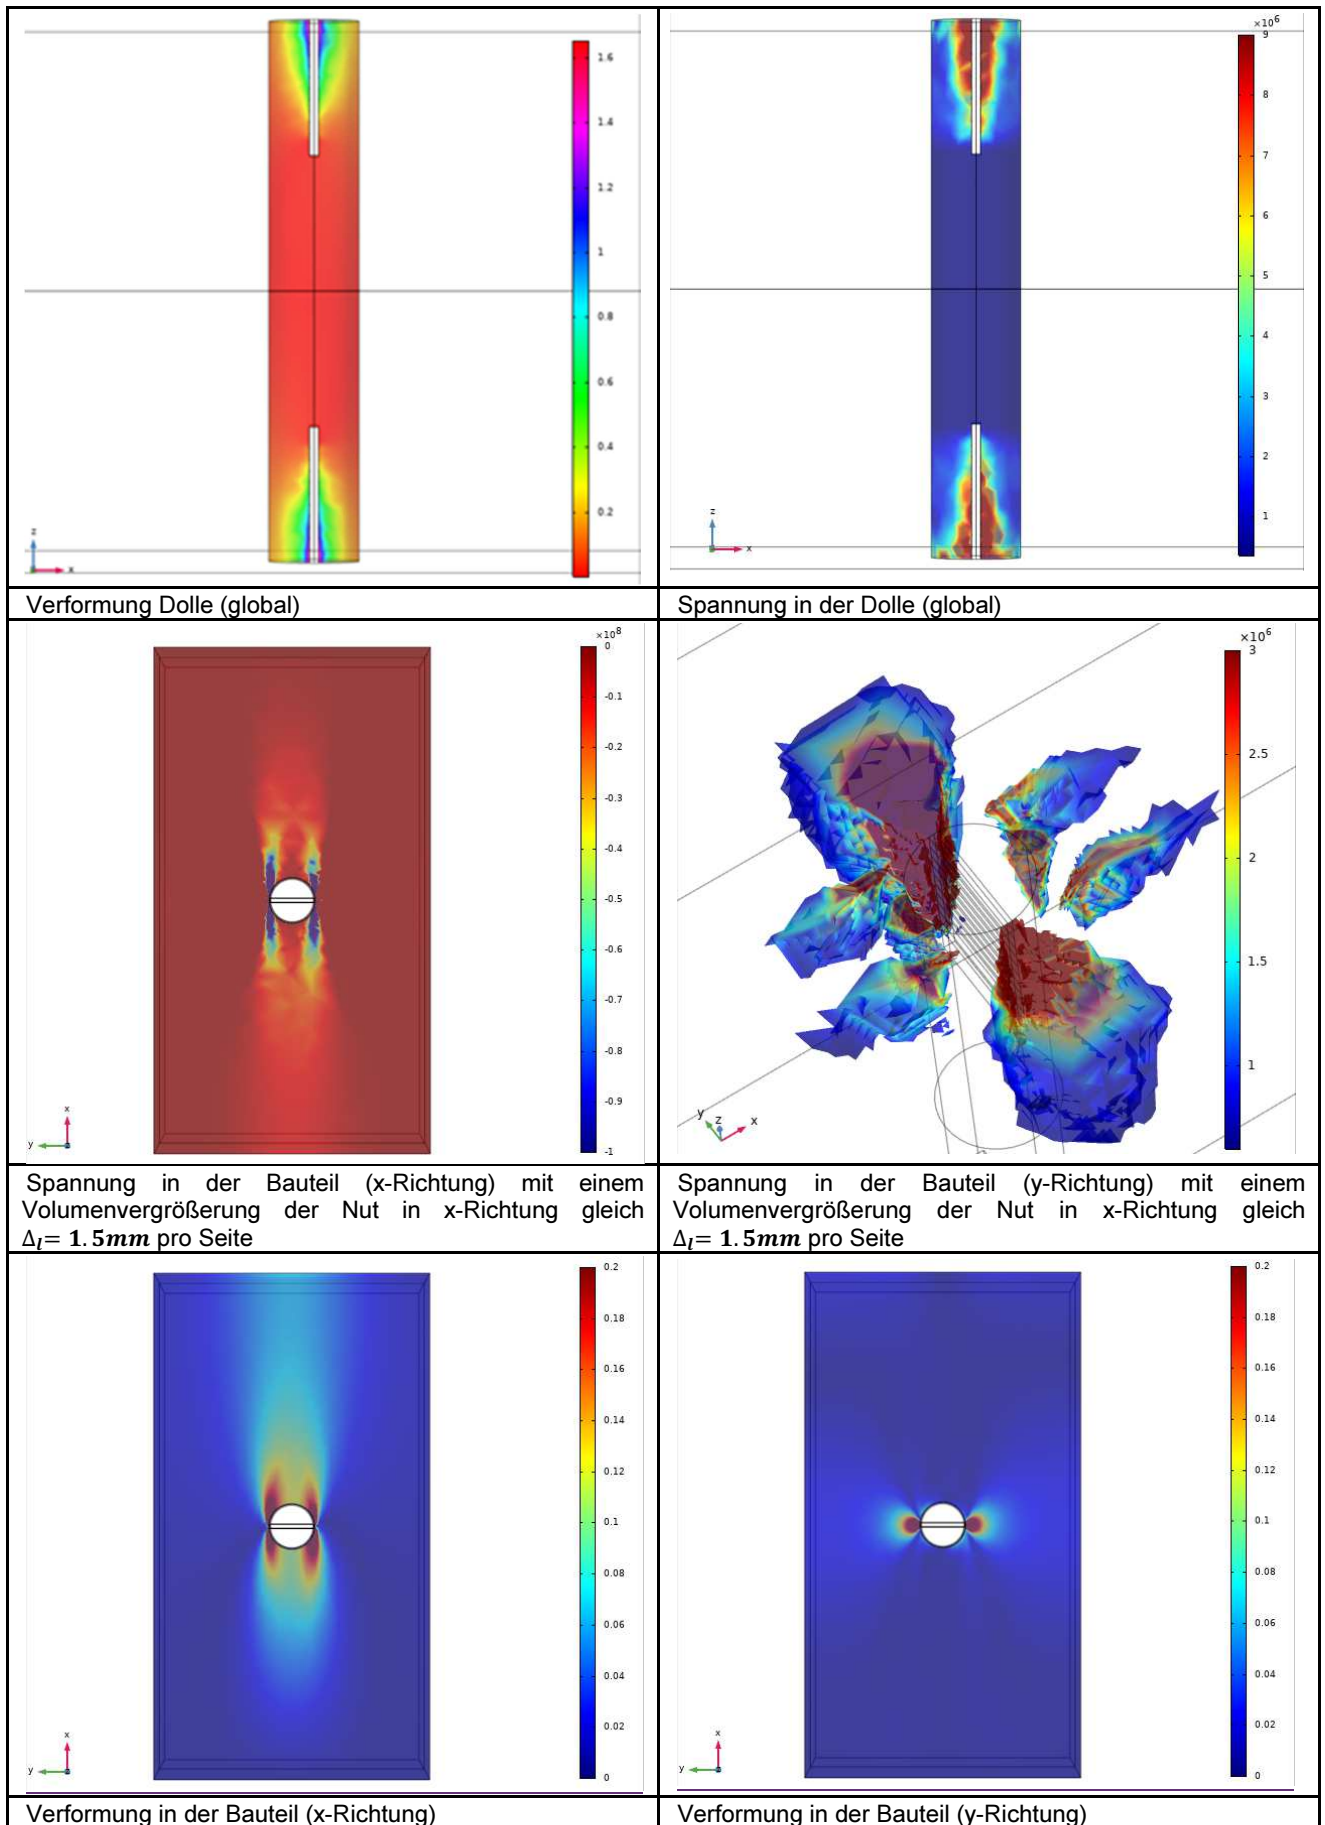 1.6
1.4
1.2
1
0.8
0.6
0.4
0.2
z
x
×10⁶
9
8
7
6
5
4
3
2
1
z
x
Verformung Dolle (global)
Spannung in der Dolle (global)
×10⁸
0
-0.1
-0.2
-0.3
-0.4
-0.5
-0.6
-0.7
-0.8
-0.9
-1
x
y
×10⁶
3
2.5
2
1.5
1
y
z
x
Spannung in der Bauteil (x-Richtung) mit einem
Volumenvergrößerung der Nut in x-Richtung gleich
Δₗ= 1.5mm pro Seite
Spannung in der Bauteil (y-Richtung) mit einem
Volumenvergrößerung der Nut in x-Richtung gleich
Δₗ= 1.5mm pro Seite
0.2
0.18
0.16
0.14
0.12
0.1
0.08
0.06
0.04
0.02
0
x
y
0.2
0.18
0.16
0.14
0.12
0.1
0.08
0.06
0.04
0.02
0
x
y
Verformung in der Bauteil (x-Richtung)
Verformung in der Bauteil (y-Richtung)